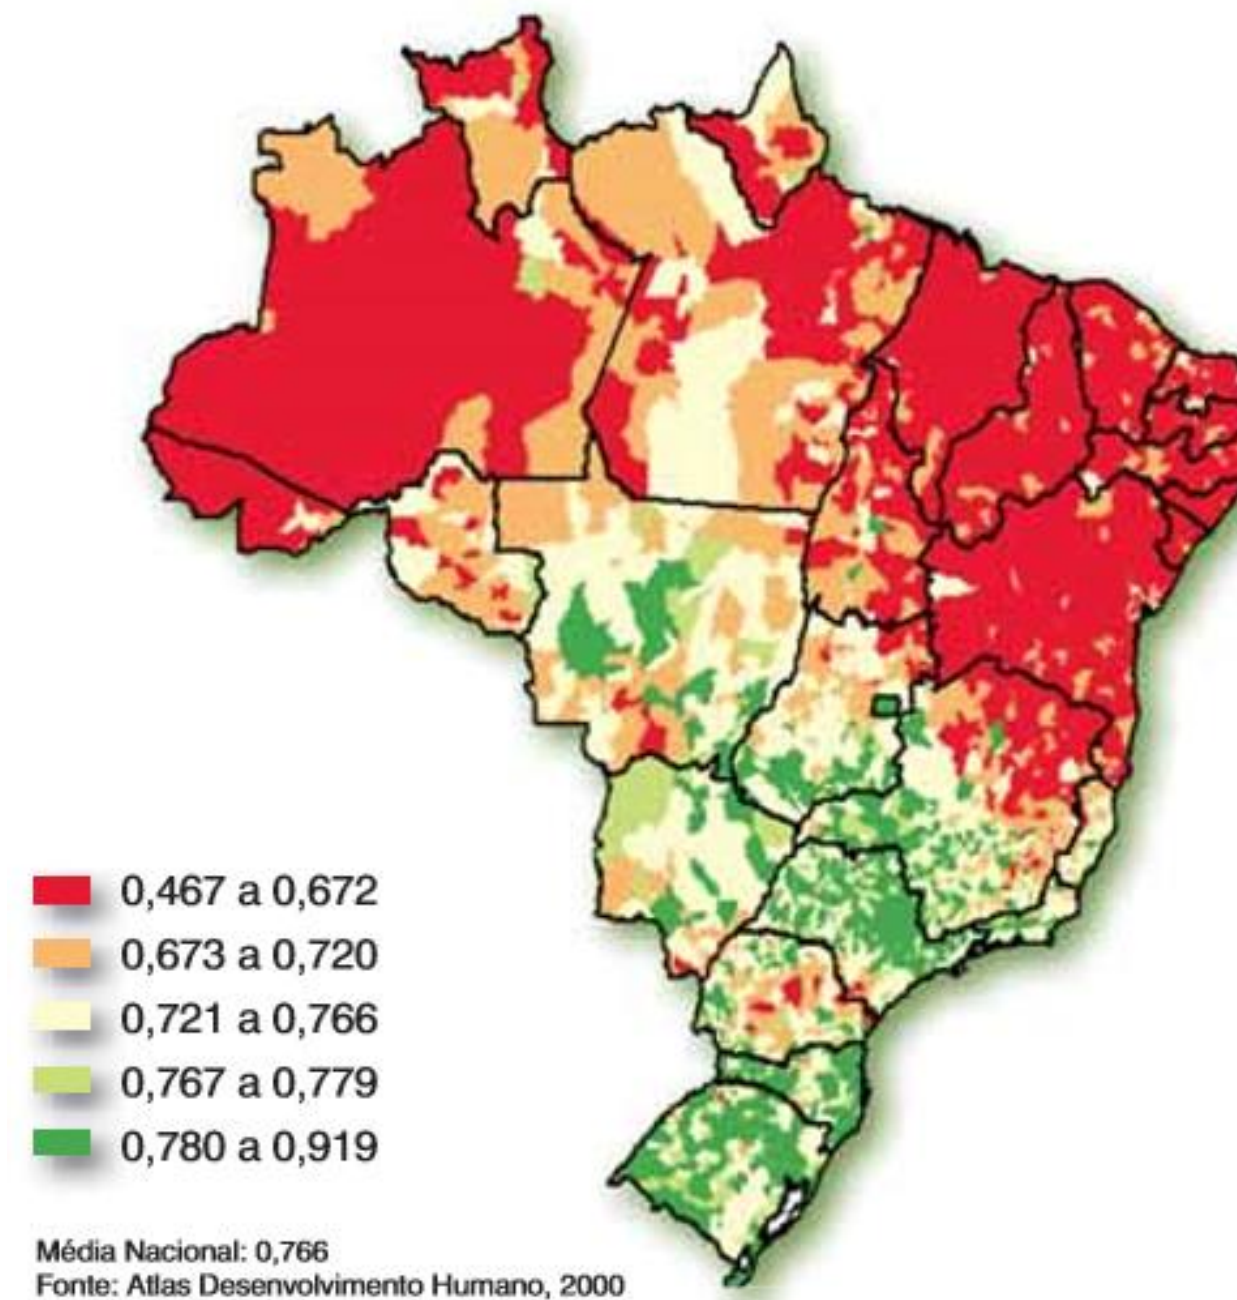 0,467 a 0,672
0,673 a 0,720
0,721 a 0,766
0,767 a 0,779
0,780 a 0,919
Média Nacional: 0,766
Fonte: Atlas Desenvolvimento Humano, 2000